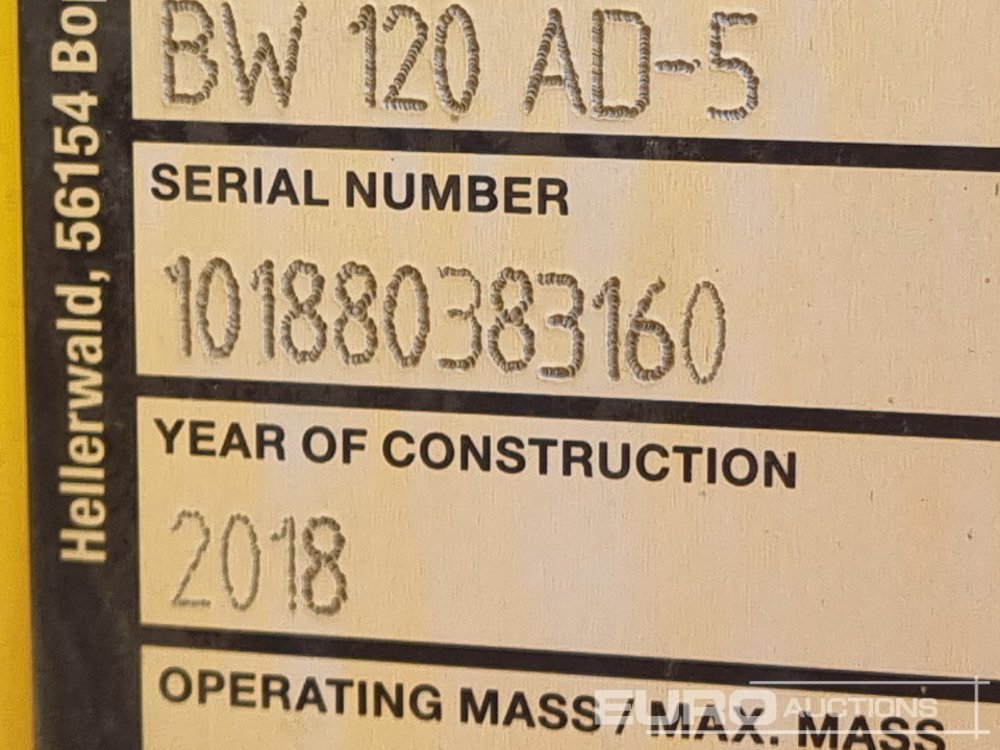 BW 120 AD-5
SERIAL NUMBER
101880383160
YEAR OF CONSTRUCTION
2018
OPERATING MASS / MAX. MASS
Hellerwald, 56154 Bop
EURO AUCTIONS